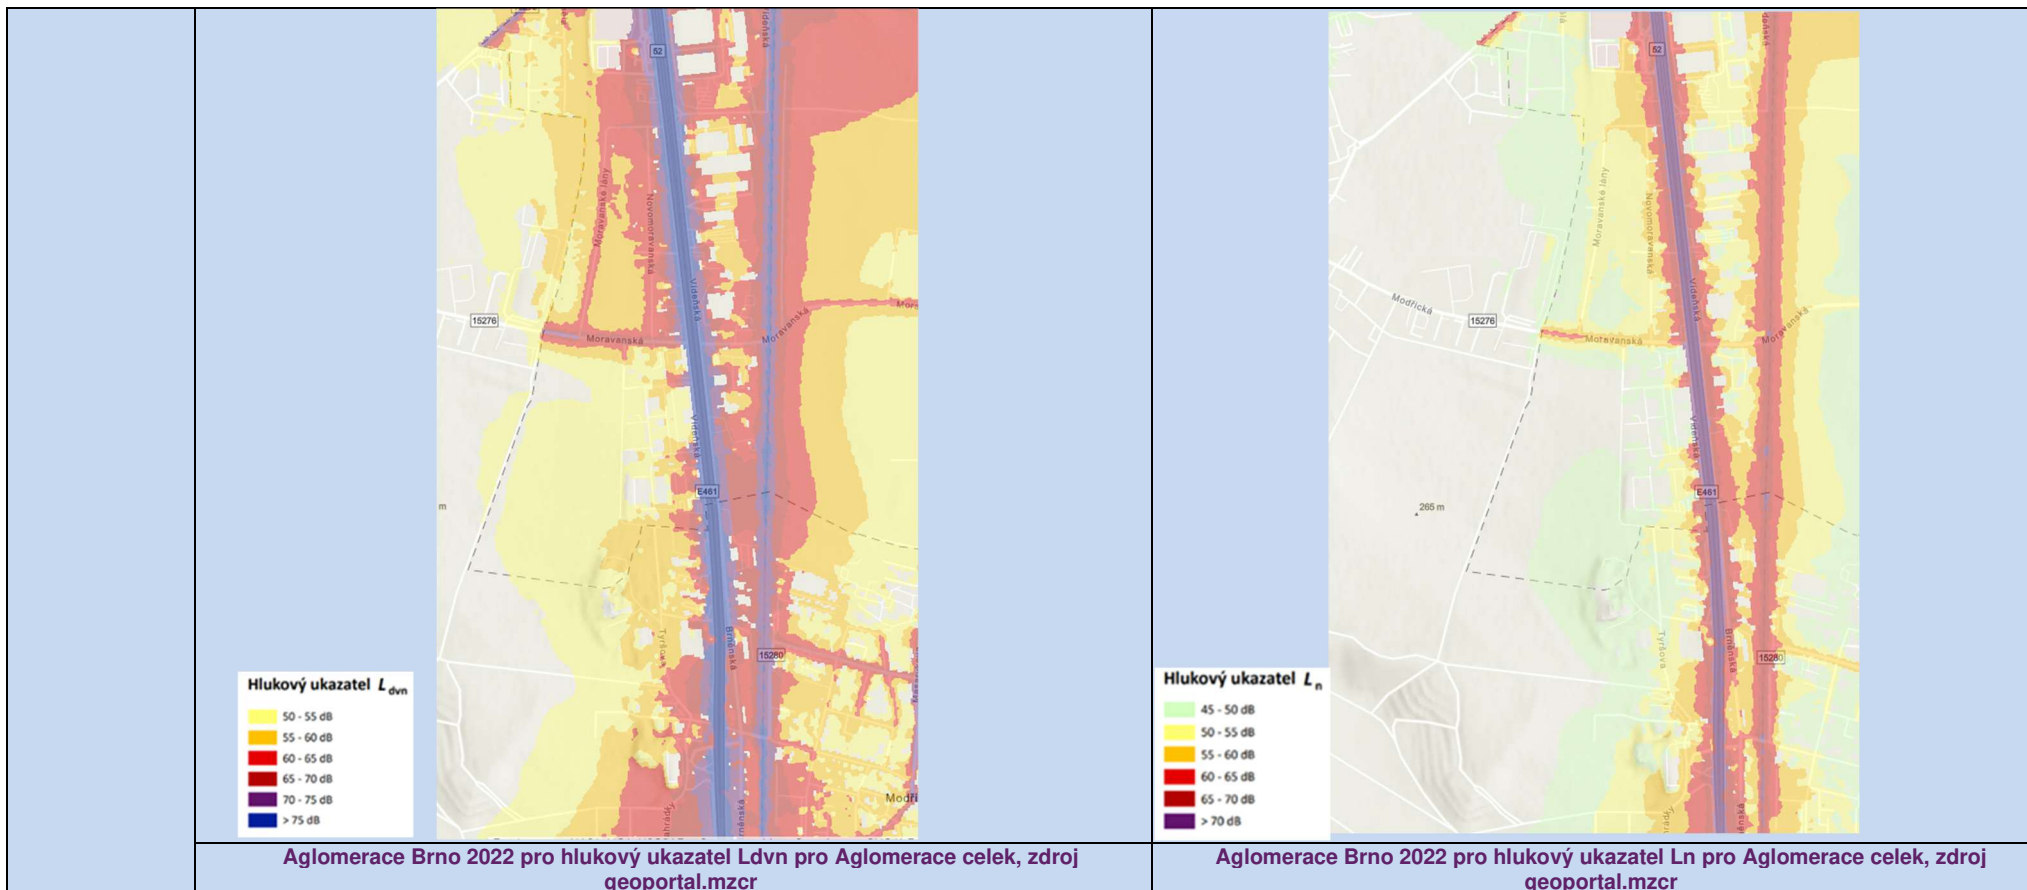 52
Vídeňská
Moravanské lány
Novomoravanská
Vídeňská
15276
Moravanská
Moravanská
Vídeňská
E461
m
Tyršova
Brněnská
15280
Modři
Hlukový ukazatel Ldvn
50 - 55 dB
55 - 60 dB
60 - 65 dB
65 - 70 dB
70 - 75 dB
> 75 dB
Aglomerace Brno 2022 pro hlukový ukazatel Ldvn pro Aglomerace celek, zdroj
geoportal.mzcr
52
Moravanské lány
Novomoravanská
Vídeňská
Modřická
15276
Moravanská
Moravanská
Vídeňská
E461
265 m
Tyršova
Brněnská
15280
Hlukový ukazatel Ln
45 - 50 dB
50 - 55 dB
55 - 60 dB
60 - 65 dB
65 - 70 dB
> 70 dB
Aglomerace Brno 2022 pro hlukový ukazatel Ln pro Aglomerace celek, zdroj
geoportal.mzcr